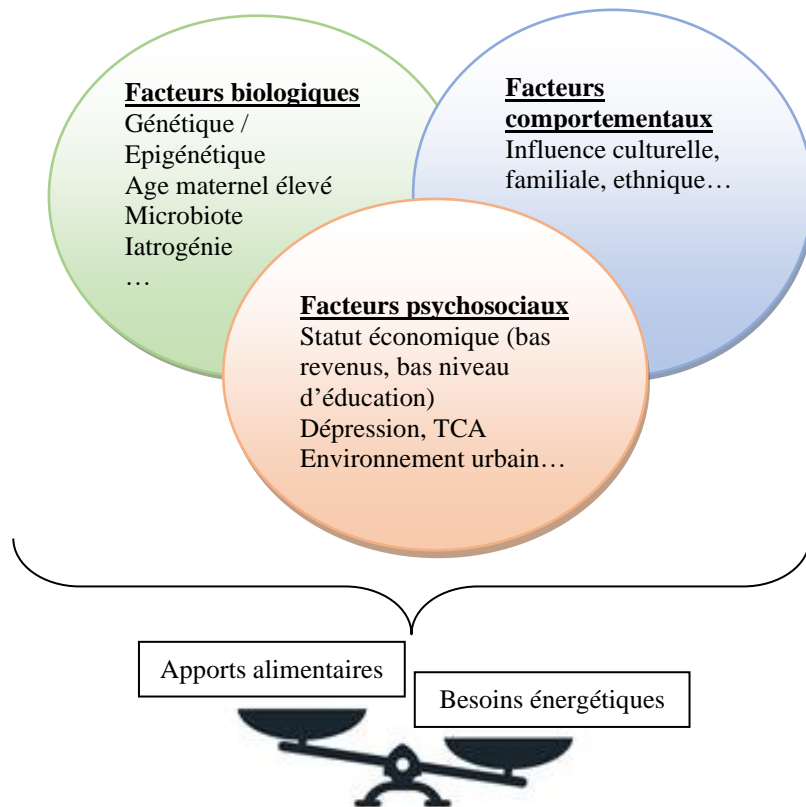 Facteurs biologiques
Génétique /
Epigénétique
Age maternel élevé
Microbiote
Iatrogénie
…
Facteurs
comportementaux
Influence culturelle,
familiale, ethnique…
Facteurs psychosociaux
Statut économique (bas
revenus, bas niveau
d’éducation)
Dépression, TCA
Environnement urbain…
Apports alimentaires
Besoins énergétiques